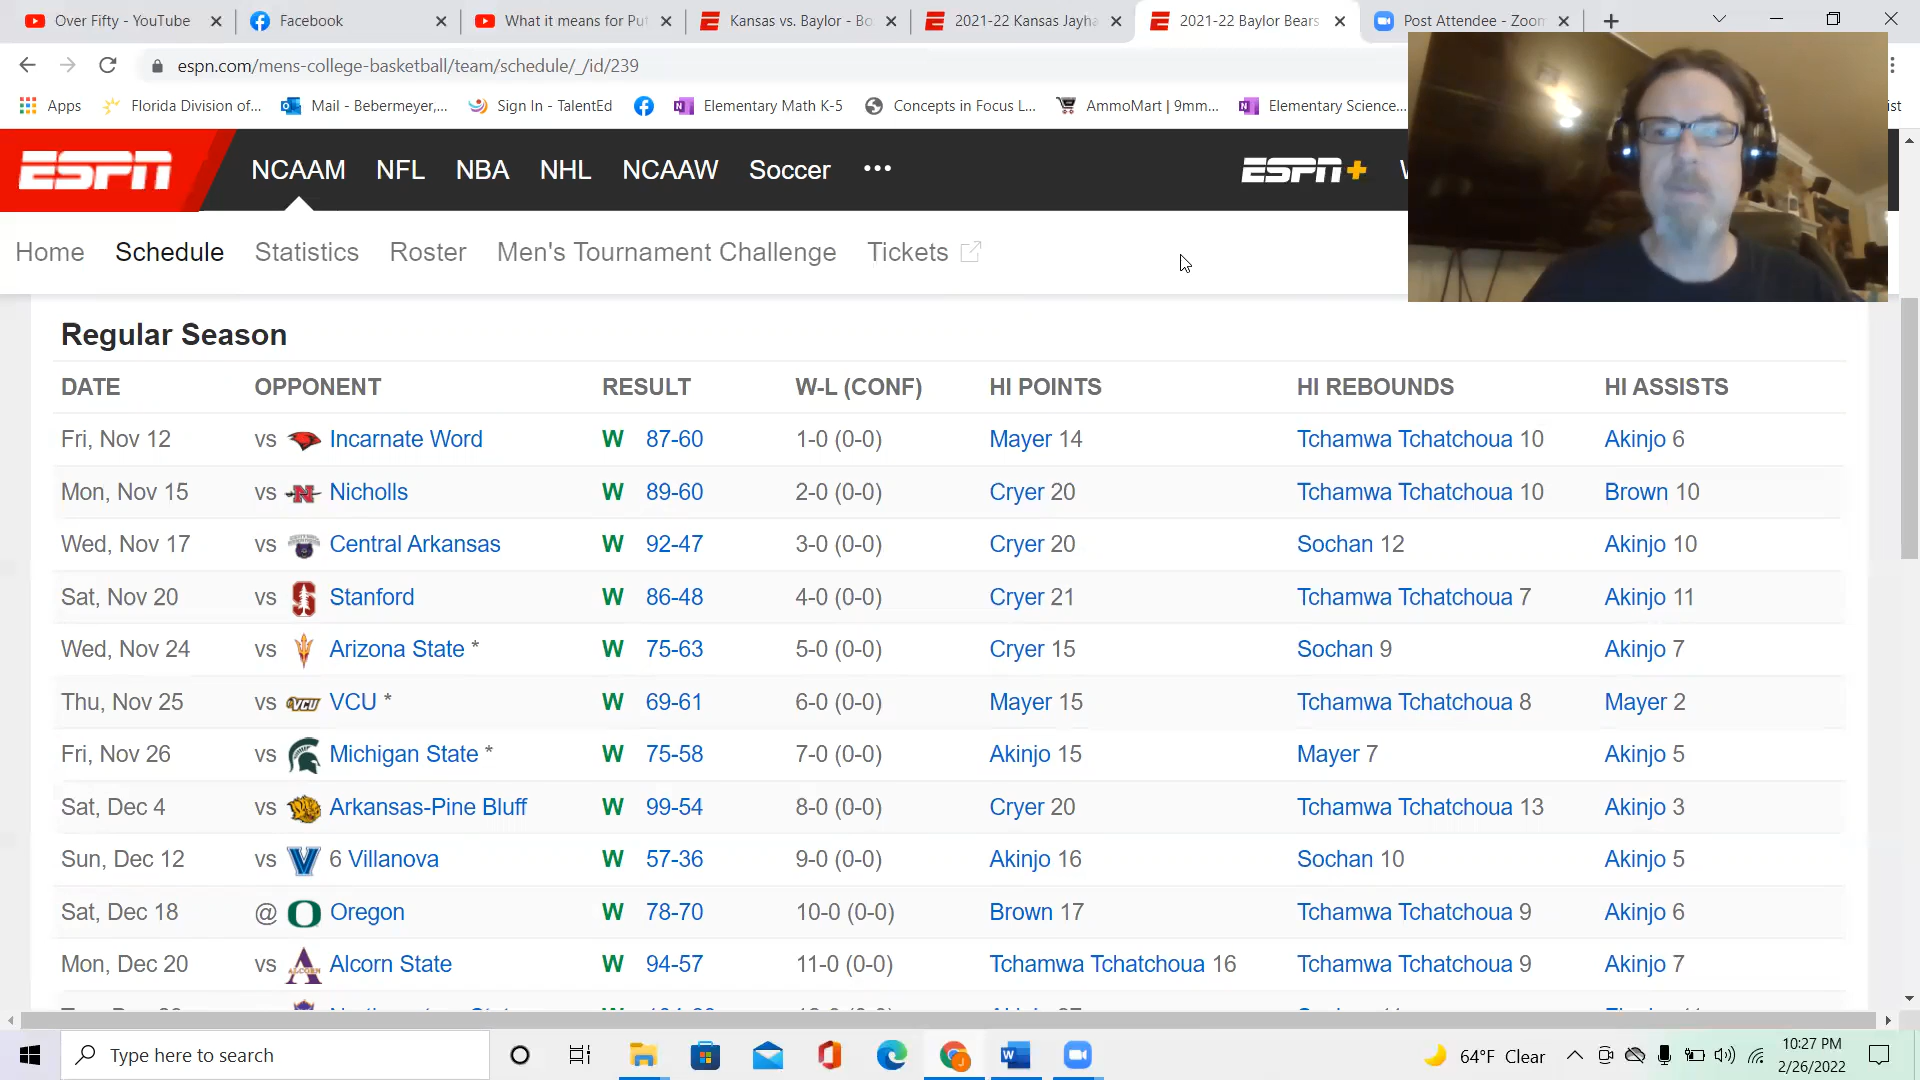 Over Fifty - YouTube Facebook What it means for Put Kansas vs. Baylor - Bo 2021-22 Kansas Jayha 2021-22 Baylor Bears Post Attendee - Zoom
espn.com/mens-college-basketball/team/schedule/_/id/239
Apps Florida Division of... Mail - Bebermeyer,... Sign In - TalentEd Elementary Math K-5 Concepts in Focus L... AmmoMart | 9mm... Elementary Science... ist
ESPN NCAAM NFL NBA NHL NCAAW Soccer ••• ESPN+
Home Schedule Statistics Roster Men's Tournament Challenge Tickets
Regular Season
DATE OPPONENT RESULT W-L (CONF) HI POINTS HI REBOUNDS HI ASSISTS
Fri, Nov 12 vs Incarnate Word W 87-60 1-0 (0-0) Mayer 14 Tchamwa Tchatchoua 10 Akinjo 6
Mon, Nov 15 vs Nicholls W 89-60 2-0 (0-0) Cryer 20 Tchamwa Tchatchoua 10 Brown 10
Wed, Nov 17 vs Central Arkansas W 92-47 3-0 (0-0) Cryer 20 Sochan 12 Akinjo 10
Sat, Nov 20 vs Stanford W 86-48 4-0 (0-0) Cryer 21 Tchamwa Tchatchoua 7 Akinjo 11
Wed, Nov 24 vs Arizona State * W 75-63 5-0 (0-0) Cryer 15 Sochan 9 Akinjo 7
Thu, Nov 25 vs VCU VCU * W 69-61 6-0 (0-0) Mayer 15 Tchamwa Tchatchoua 8 Mayer 2
Fri, Nov 26 vs Michigan State * W 75-58 7-0 (0-0) Akinjo 15 Mayer 7 Akinjo 5
Sat, Dec 4 vs Arkansas-Pine Bluff W 99-54 8-0 (0-0) Cryer 20 Tchamwa Tchatchoua 13 Akinjo 3
Sun, Dec 12 vs 6 Villanova W 57-36 9-0 (0-0) Akinjo 16 Sochan 10 Akinjo 5
Sat, Dec 18 @ Oregon W 78-70 10-0 (0-0) Brown 17 Tchamwa Tchatchoua 9 Akinjo 6
Mon, Dec 20 vs ALCORN Alcorn State W 94-57 11-0 (0-0) Tchamwa Tchatchoua 16 Tchamwa Tchatchoua 9 Akinjo 7
Type here to search 64°F Clear 10:27 PM
2/26/2022